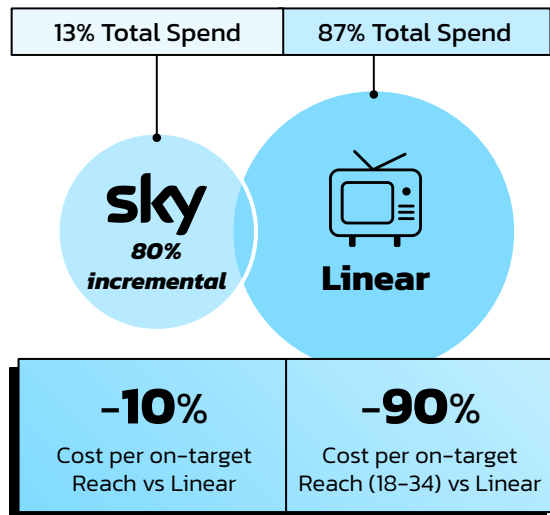 13% Total Spend
87% Total Spend
sky
80%
incremental
Linear
-10%
Cost per on-target
Reach vs Linear
-90%
Cost per on-target
Reach (18-34) vs Linear